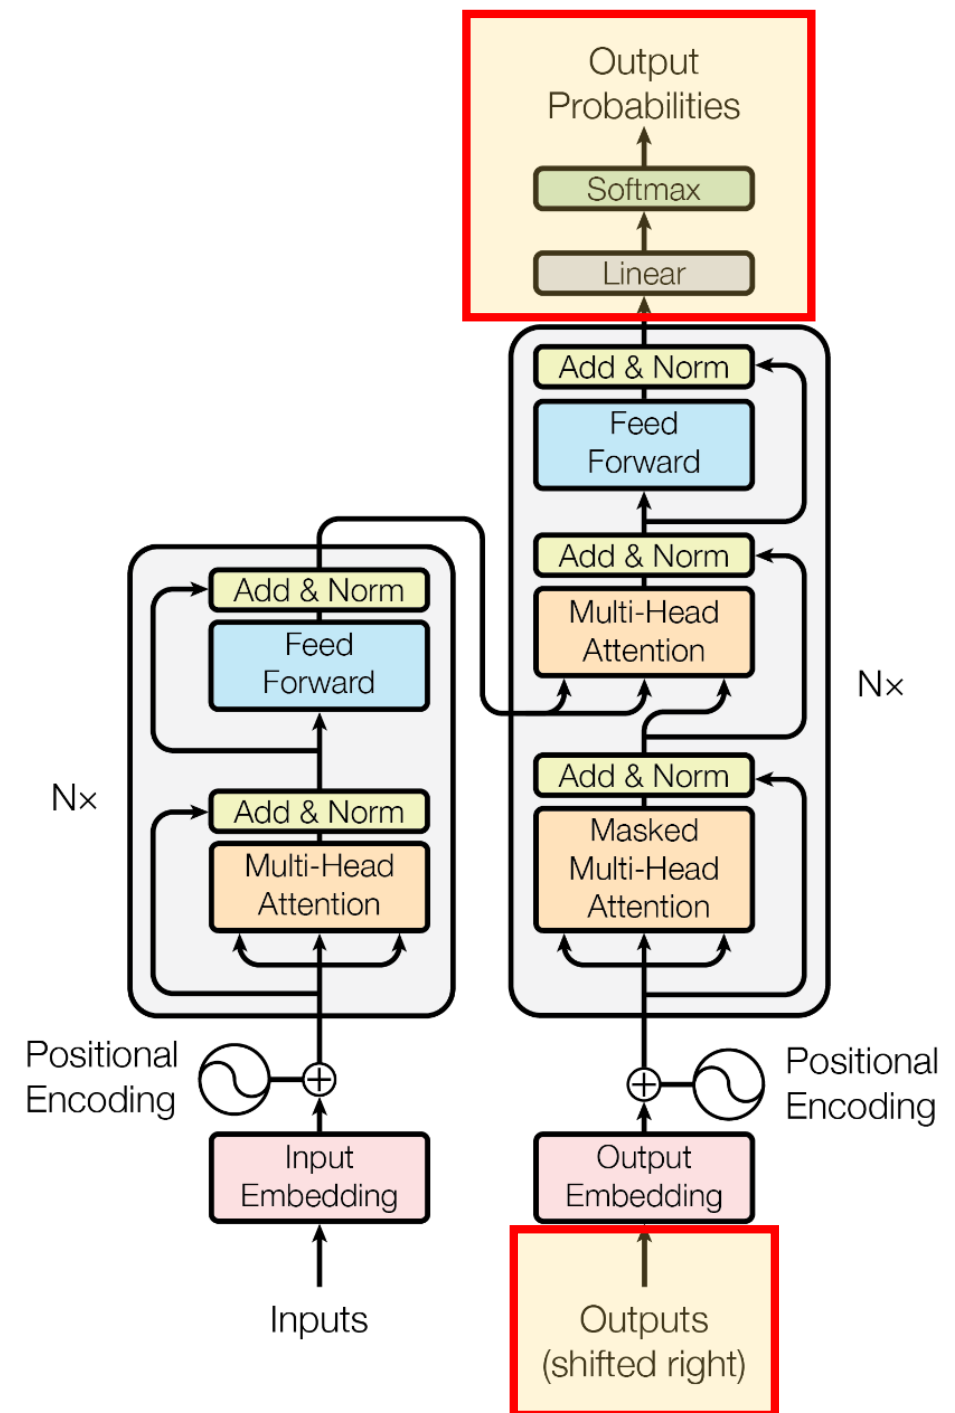 Output
Probabilities
Softmax
Linear
Add & Norm
Feed
Forward
Add & Norm
Multi-Head
Attention
Add & Norm
Masked
Multi-Head
Attention
N×
Add & Norm
Feed
Forward
Add & Norm
Multi-Head
Attention
N×
Positional
Encoding
Positional
Encoding
Input
Embedding
Output
Embedding
Inputs
Outputs
(shifted right)